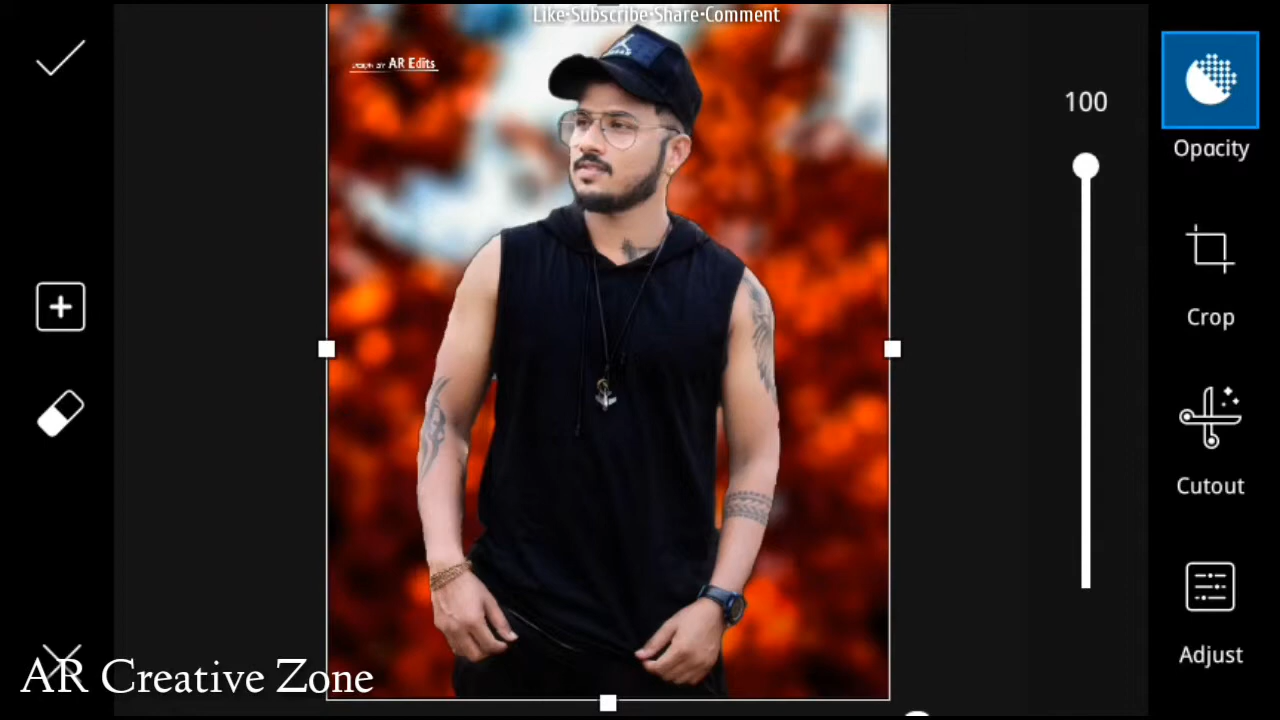 Like•Subscribe•Share•Comment
AR Edits
100
Opacity
Crop
Cutout
Adjust
AR Creative Zone